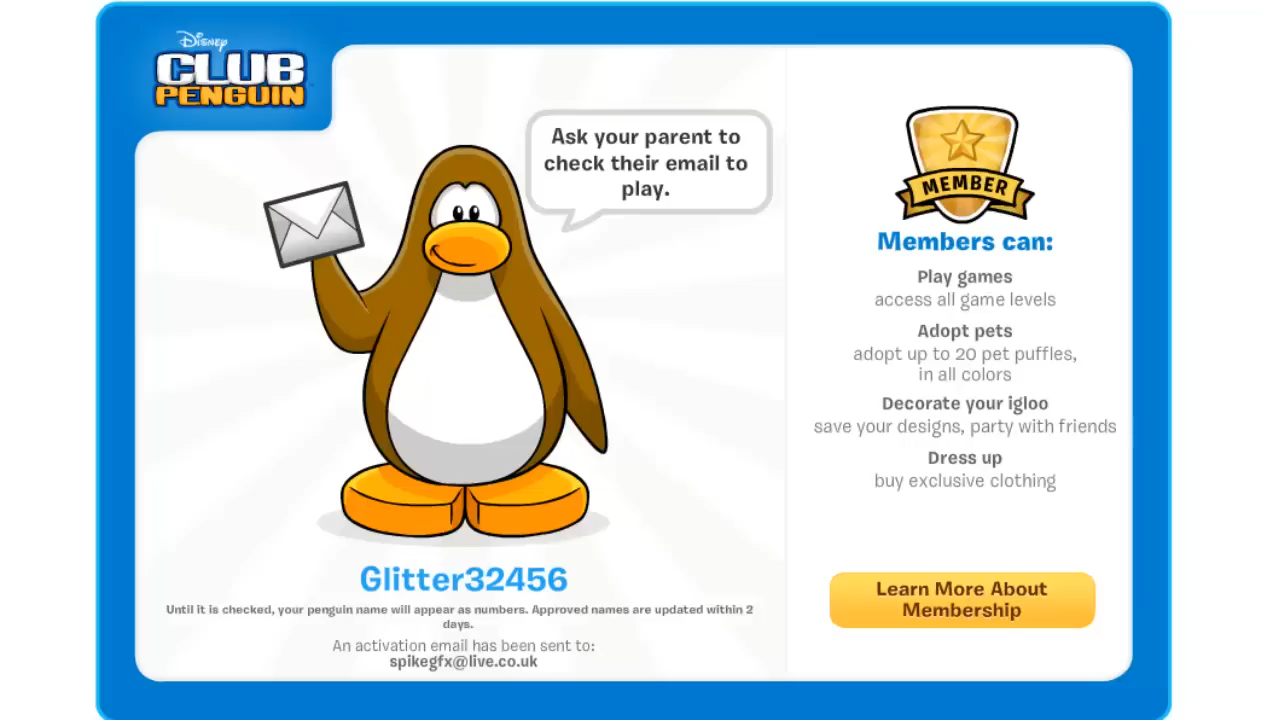 Disney
CLUB
PENGUIN
Ask your parent to
check their email to
play.
MEMBER
Members can:
Play games
access all game levels
Adopt pets
adopt up to 20 pet puffles,
in all colors
Decorate your igloo
save your designs, party with friends
Dress up
buy exclusive clothing
Learn More About
Membership
Glitter32456
Until it is checked, your penguin name will appear as numbers. Approved names are updated within 2
days.
An activation email has been sent to:
spikegfx@live.co.uk